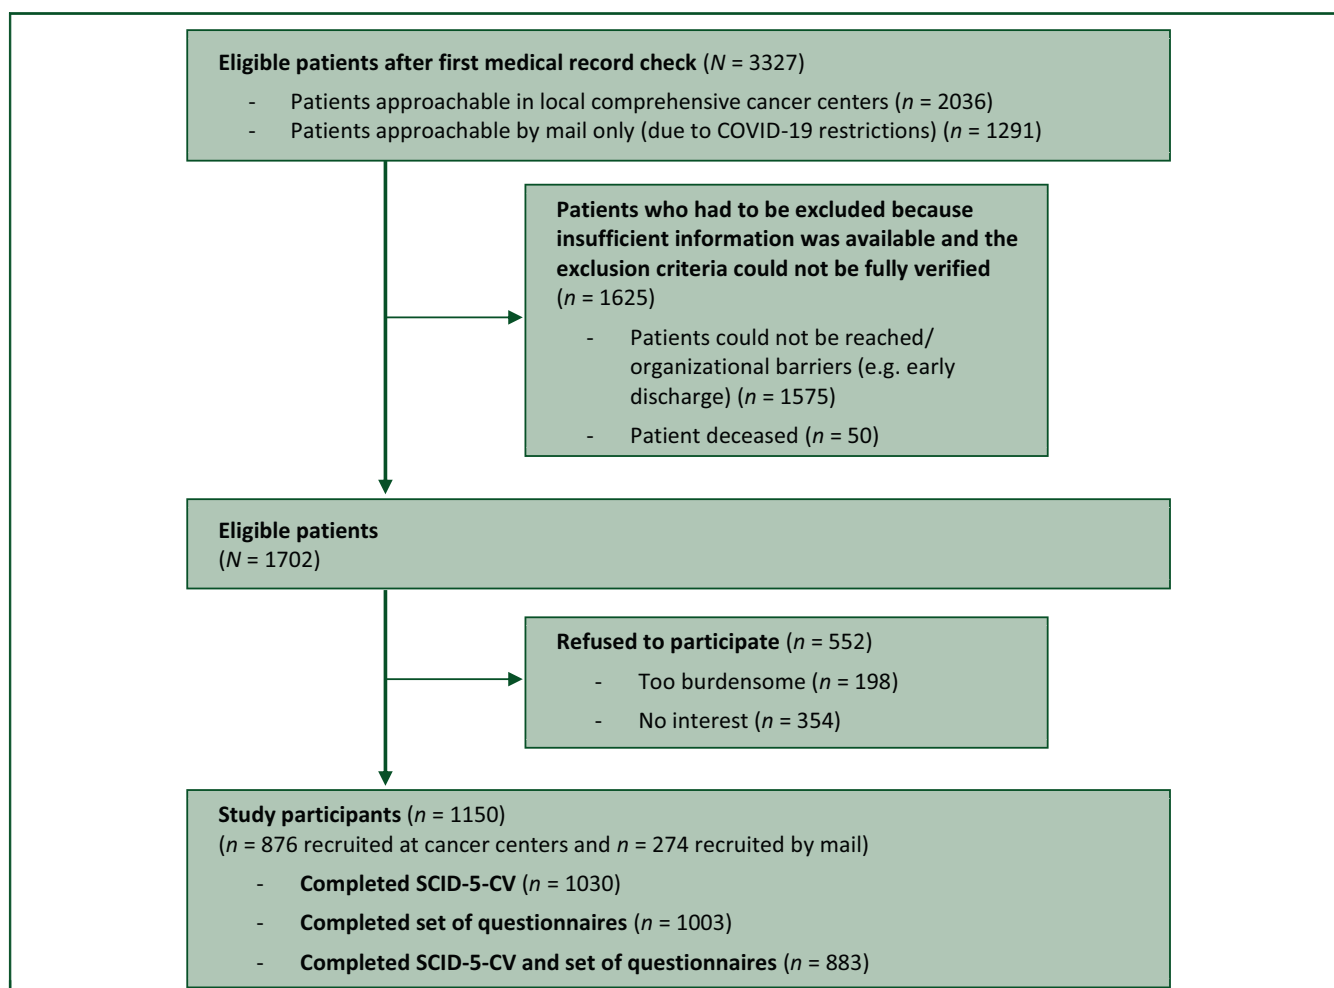 Eligible patients after first medical record check (N = 3327)
- Patients approachable in local comprehensive cancer centers (n = 2036)
- Patients approachable by mail only (due to COVID-19 restrictions) (n = 1291)
Patients who had to be excluded because
insufficient information was available and the
exclusion criteria could not be fully verified
(n = 1625)
- Patients could not be reached/
organizational barriers (e.g. early
discharge) (n = 1575)
- Patient deceased (n = 50)
Eligible patients
(N = 1702)
Refused to participate (n = 552)
- Too burdensome (n = 198)
- No interest (n = 354)
Study participants (n = 1150)
(n = 876 recruited at cancer centers and n = 274 recruited by mail)
- Completed SCID-5-CV (n = 1030)
- Completed set of questionnaires (n = 1003)
- Completed SCID-5-CV and set of questionnaires (n = 883)